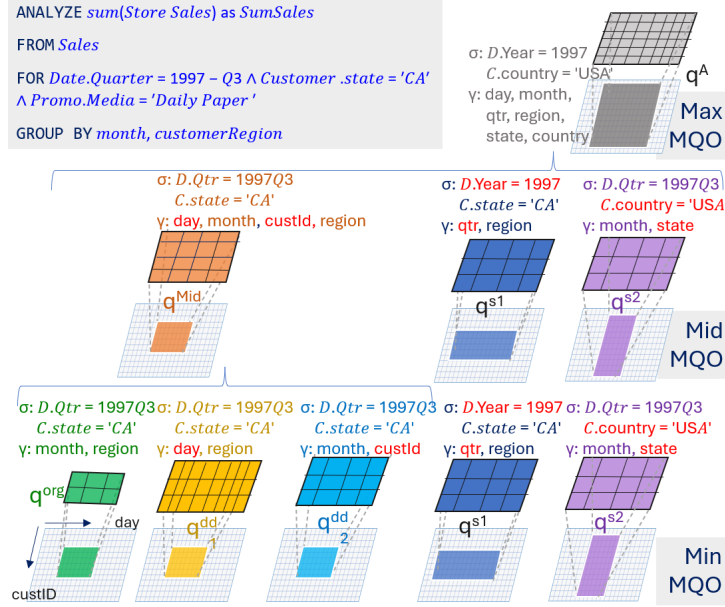 ANALYZE sum(Store Sales) as SumSales
FROM Sales
FOR Date.Quarter = 1997 − Q3 ∧ Customer .state = 'CA'
∧ Promo.Media = 'Daily Paper '
GROUP BY month, customerRegion
σ: D.Year = 1997
C.country = 'USA'
γ: day, month,
qtr, region,
state, country
q^A
Max
MQO
σ: D.Qtr = 1997Q3
C.state = 'CA'
γ: day, month, custId, region
q^Mid
σ: D.Year = 1997
C.state = 'CA'
γ: qtr, region
q^s1
σ: D.Qtr = 1997Q3
C.country = 'USA
γ: month, state
q^s2
Mid
MQO
σ: D.Qtr = 1997Q3
C.state = 'CA'
γ: month, region
q^org
day
custID
σ: D.Qtr = 1997Q3
C.state = 'CA'
γ: day, region
q^dd
1
σ: D.Qtr = 1997Q3
C.state = 'CA'
γ: month, custId
q^dd
2
σ: D.Year = 1997
C.state = 'CA'
γ: qtr, region
q^s1
σ: D.Qtr = 1997Q3
C.country = 'USA'
γ: month, state
q^s2
Min
MQO